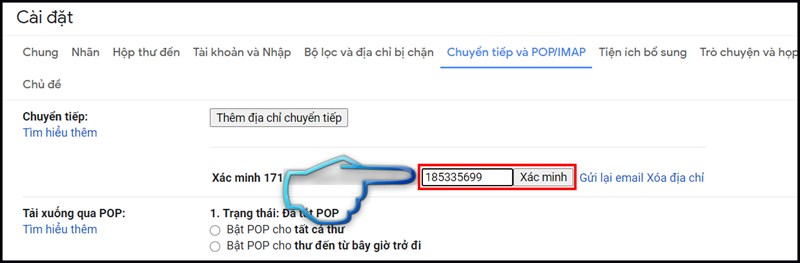 Cài đặt
Chung Nhãn Hộp thư đến Tài khoản và Nhập Bộ lọc và địa chỉ bị chặn Chuyển tiếp và POP/IMAP Tiện ích bổ sung Trò chuyện và họp
Chủ đề
Chuyển tiếp: Thêm địa chỉ chuyển tiếp
Tìm hiểu thêm
Xác minh 171 185335699 Xác minh Gửi lại email Xóa địa chỉ
Tải xuống qua POP: 1. Trạng thái: Đã tắt POP
Tìm hiểu thêm Bật POP cho tất cả thư
Bật POP cho thư đến từ bây giờ trở đi